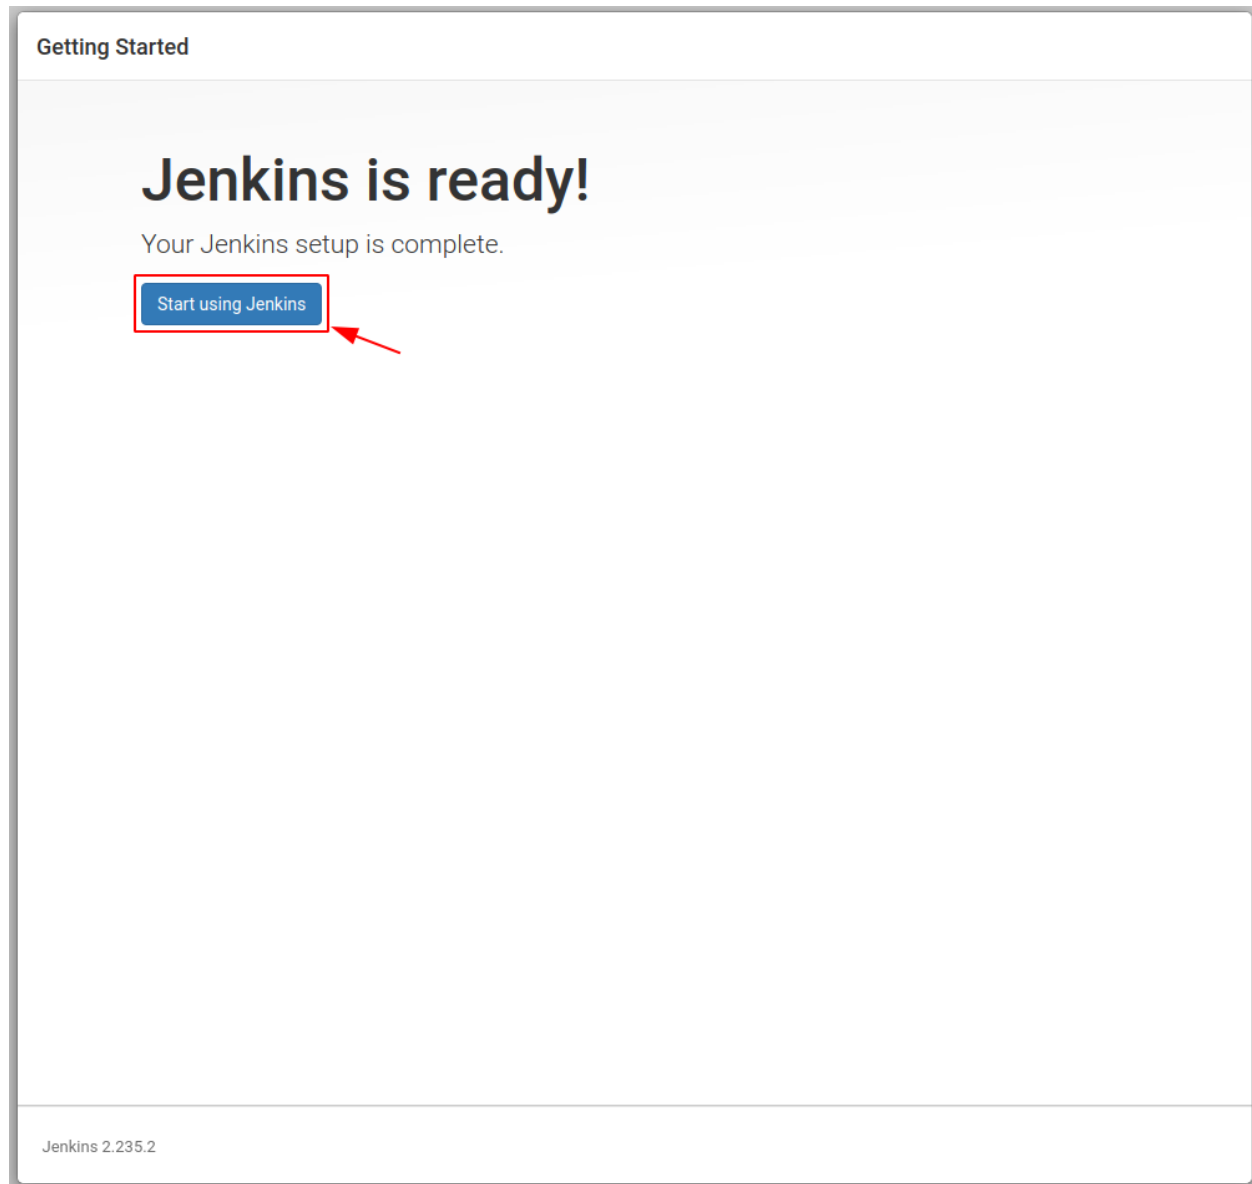 Getting Started
Jenkins is ready!
Your Jenkins setup is complete.
Start using Jenkins
Jenkins 2.235.2